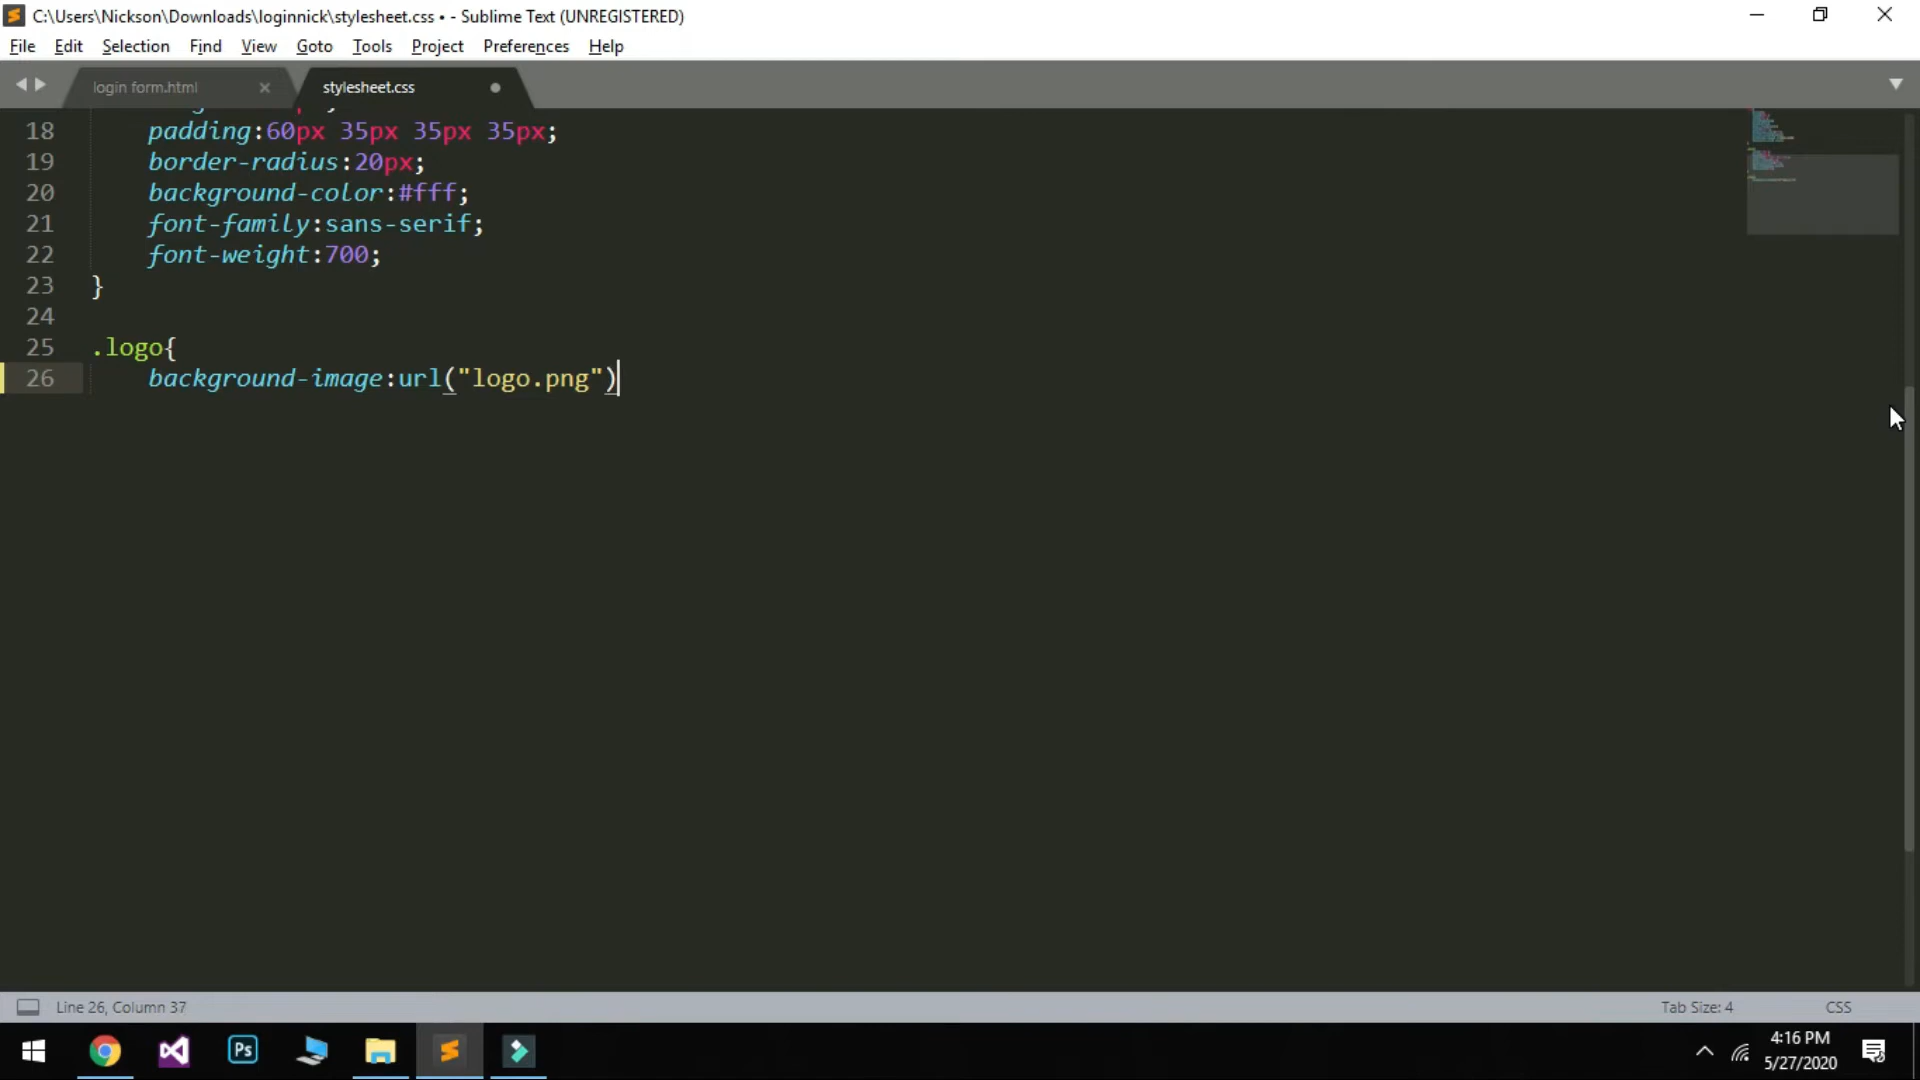 C:\Users\Nickson\Downloads\loginnick\stylesheet.css • - Sublime Text (UNREGISTERED)
File Edit Selection Find View Goto Tools Project Preferences Help
login form.html × stylesheet.css
18 padding:60px 35px 35px 35px;
19 border-radius:20px;
20 background-color:#fff;
21 font-family:sans-serif;
22 font-weight:700;
23 }
24
25 .logo{
26 background-image:url("logo.png")
Line 26, Column 37 Tab Size: 4 CSS
Ps
4:16 PM
5/27/2020